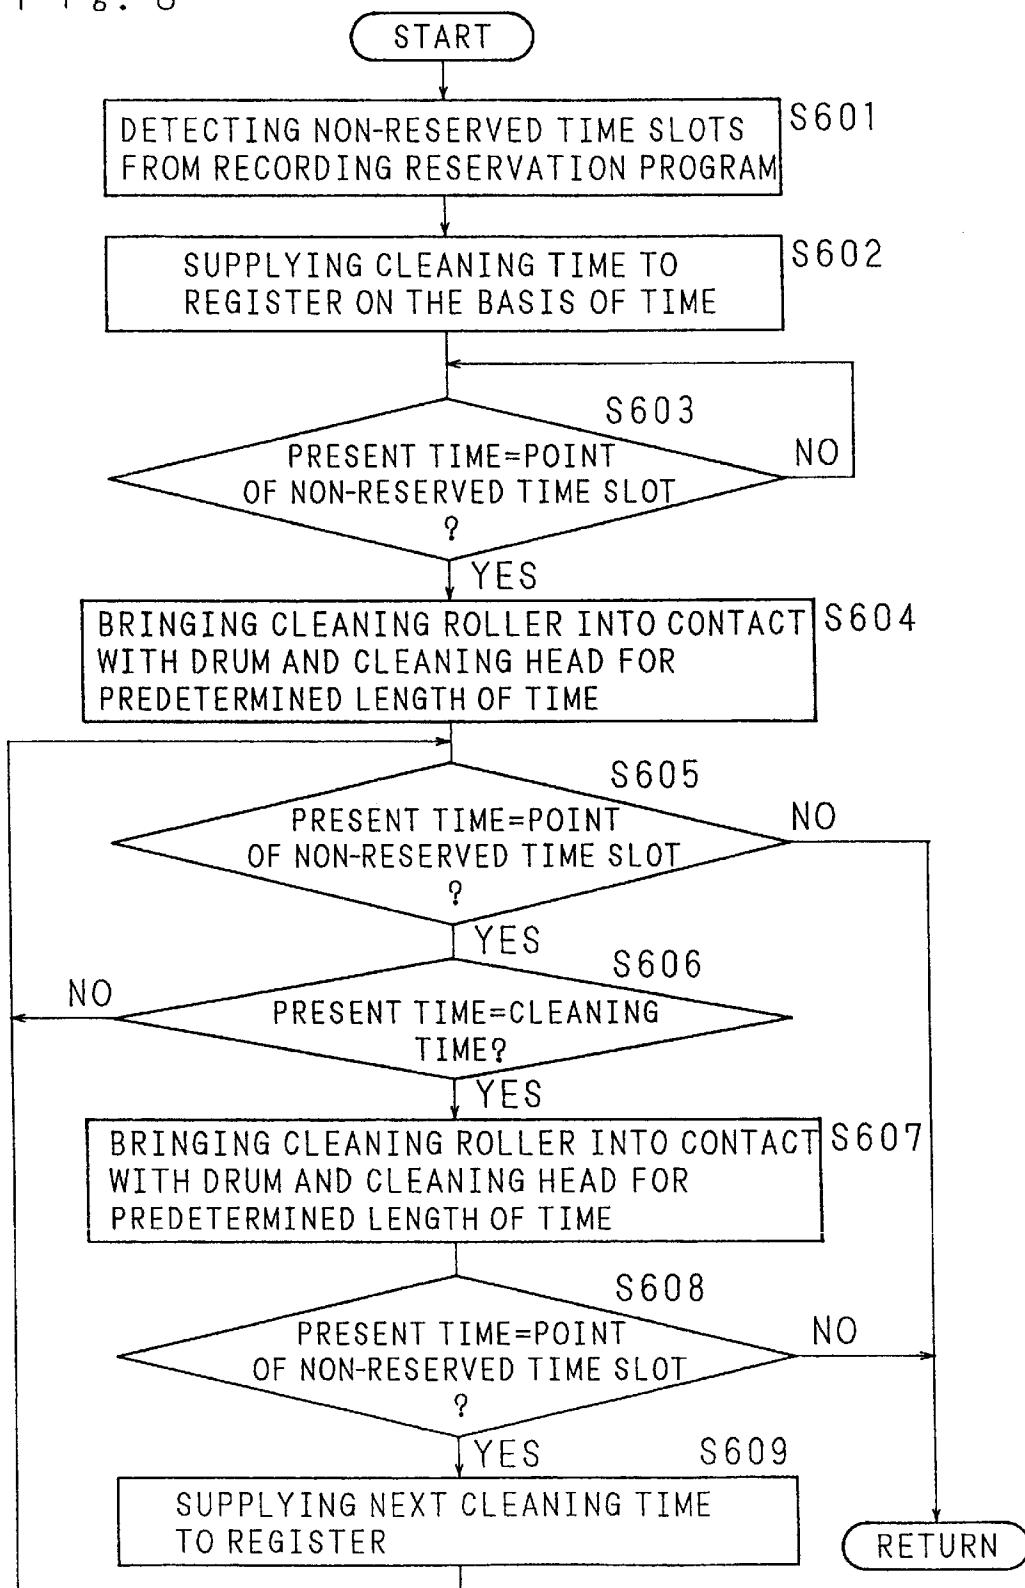 START
DETECTING NON-RESERVED TIME SLOTS
FROM RECORDING RESERVATION PROGRAM
S601
SUPPLYING CLEANING TIME TO
REGISTER ON THE BASIS OF TIME
S602
S603
PRESENT TIME=POINT
OF NON-RESERVED TIME SLOT
?
NO
YES
BRINGING CLEANING ROLLER INTO CONTACT
WITH DRUM AND CLEANING HEAD FOR
PREDETERMINED LENGTH OF TIME
S604
S605
PRESENT TIME=POINT
OF NON-RESERVED TIME SLOT
?
NO
YES
S606
NO
PRESENT TIME=CLEANING
TIME?
YES
BRINGING CLEANING ROLLER INTO CONTACT
WITH DRUM AND CLEANING HEAD FOR
PREDETERMINED LENGTH OF TIME
S607
S608
PRESENT TIME=POINT
OF NON-RESERVED TIME SLOT
?
NO
YES
S609
SUPPLYING NEXT CLEANING TIME
TO REGISTER
RETURN